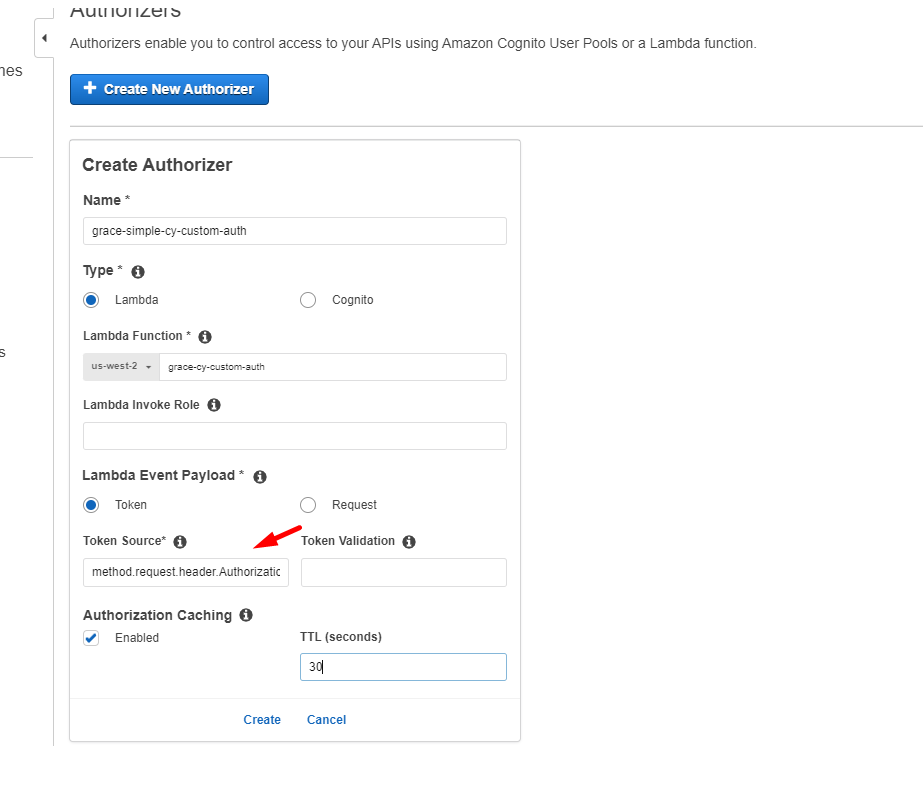 Authorizers
Authorizers enable you to control access to your APIs using Amazon Cognito User Pools or a Lambda function.
Create New Authorizer
Create Authorizer
Name *
grace-simple-cy-custom-auth
Type *
Lambda Cognito
Lambda Function *
us-west-2 grace-cy-custom-auth
Lambda Invoke Role
Lambda Event Payload *
Token Request
Token Source* Token Validation
method.request.header.Authorizatic
Authorization Caching
Enabled TTL (seconds)
30
Create Cancel